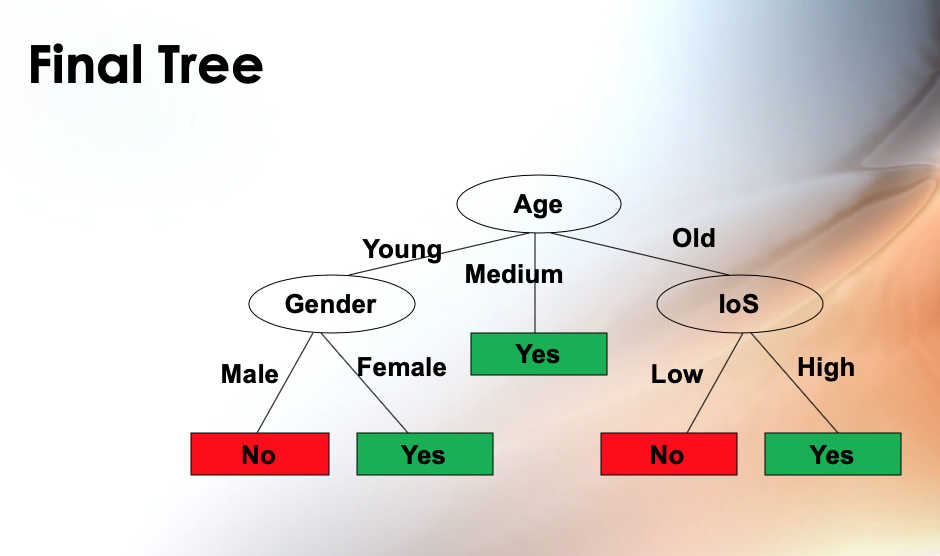 Final Tree
Age
Young
Medium
Old
Gender
IoS
Yes
Male
Female
Low
High
No
Yes
No
Yes